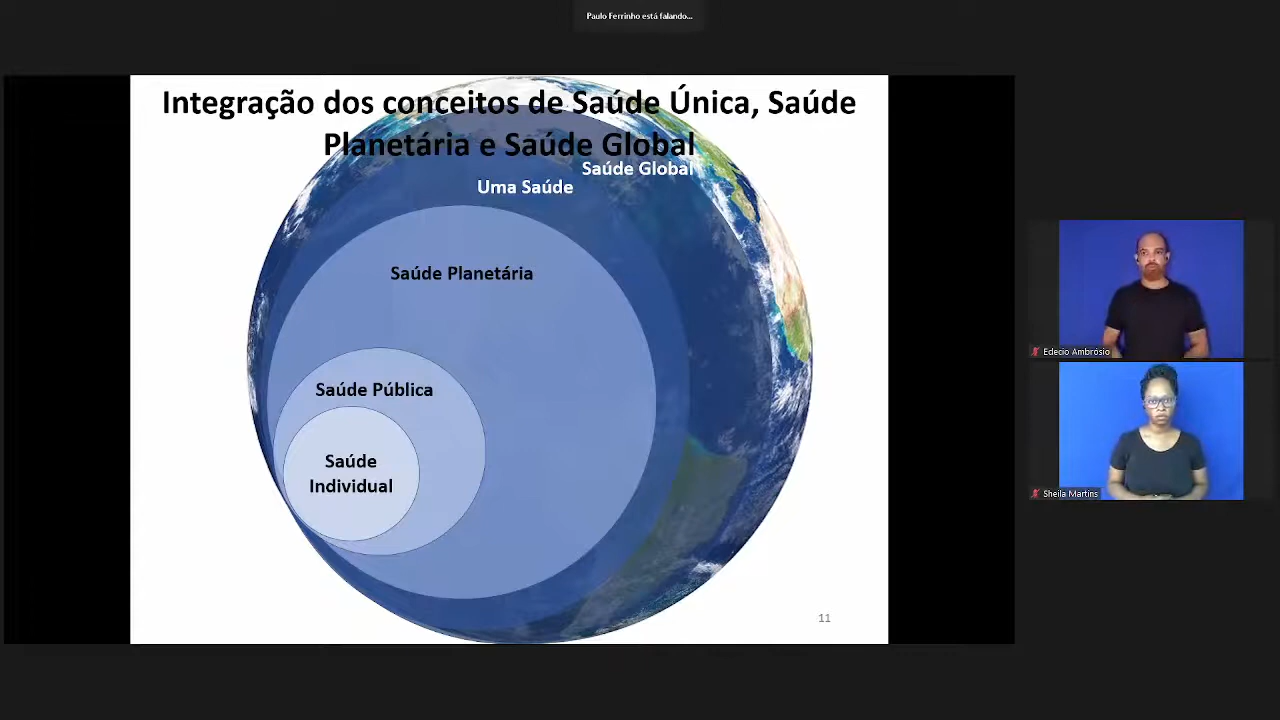 Paulo Ferrinho está falando...
Integração dos conceitos de Saúde Única, Saúde
Planetária e Saúde Global
Saúde Global
Uma Saúde
Saúde Planetária
Saúde Pública
Saúde
Individual
11
Edecio Ambrósio
Sheila Martins